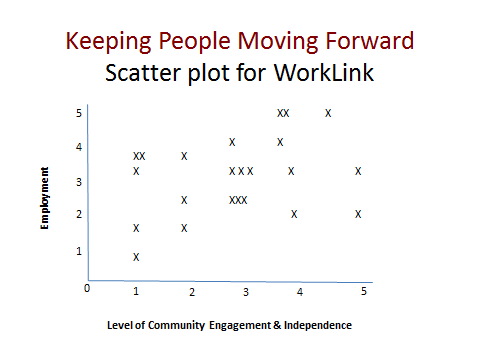 Keeping People Moving Forward
Scatter plot for WorkLink
5
XX X
4
X X
XX X
X X X X X X
3
X XXX
2
X X
X X
1
X
0 1 2 3 4 5
Employment
Level of Community Engagement & Independence